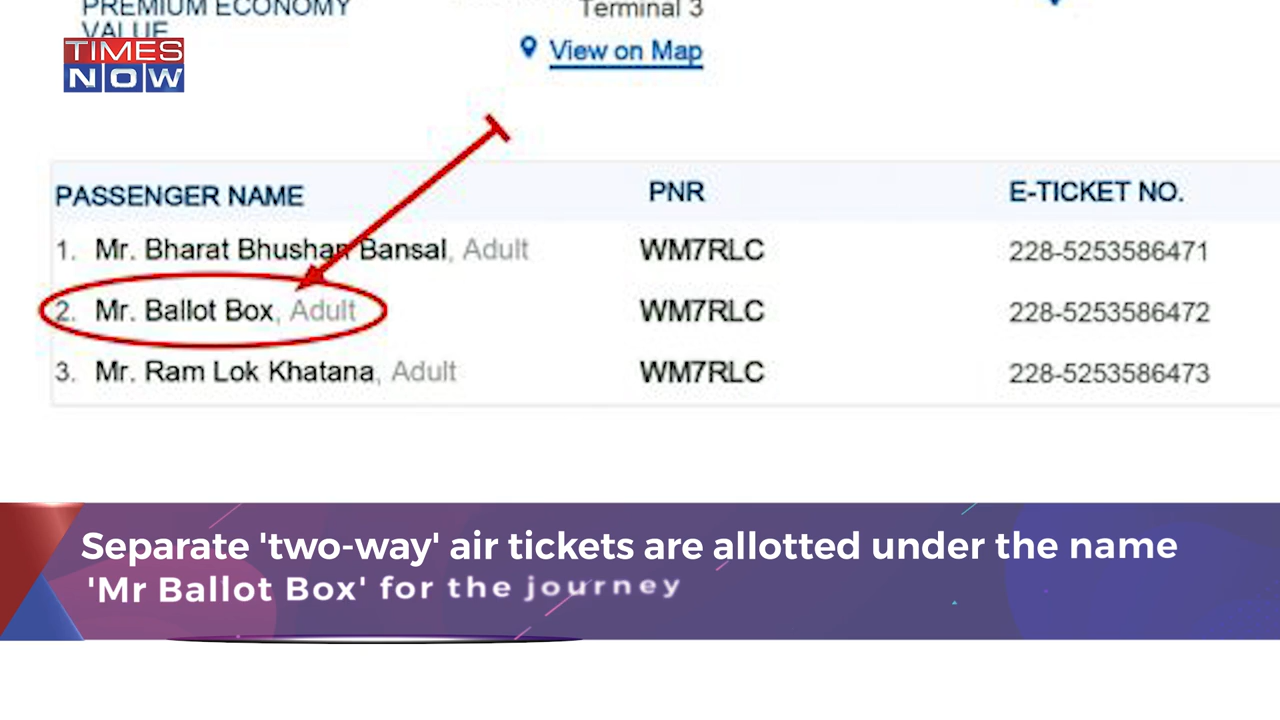 PREMIUM ECONOMY
VALUE
Terminal 3
View on Map
TIMES
NOW
PASSENGER NAME PNR E-TICKET NO.
1. Mr. Bharat Bhushan Bansal, Adult WM7RLC 228-5253586471
2. Mr. Ballot Box, Adult WM7RLC 228-5253586472
3. Mr. Ram Lok Khatana, Adult WM7RLC 228-5253586473
Separate 'two-way' air tickets are allotted under the name
'Mr Ballot Box' for the journey